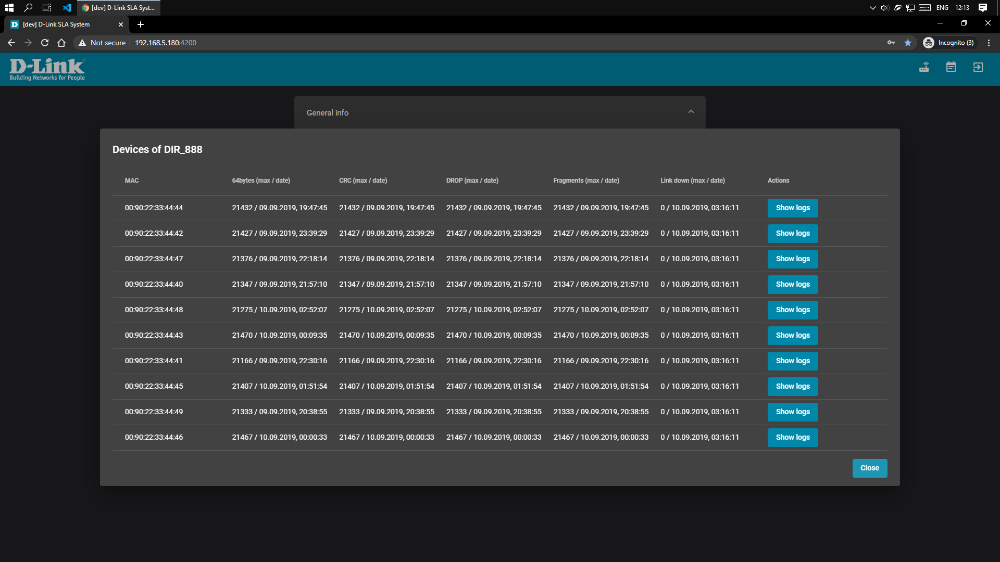 [dev] D-Link SLA Syst...
ENG 12:13
[dev] D-Link SLA System
Not secure 192.168.5.180:4200 Incognito (3)
D-Link®
Building Networks for People
General info
Devices of DIR_888
MAC 64bytes (max / date) CRC (max / date) DROP (max / date) Fragments (max / date) Link down (max / date) Actions
00:90:22:33:44:44 21432 / 09.09.2019, 19:47:45 21432 / 09.09.2019, 19:47:45 21432 / 09.09.2019, 19:47:45 21432 / 09.09.2019, 19:47:45 0 / 10.09.2019, 03:16:11 Show logs
00:90:22:33:44:42 21427 / 09.09.2019, 23:39:29 21427 / 09.09.2019, 23:39:29 21427 / 09.09.2019, 23:39:29 21427 / 09.09.2019, 23:39:29 0 / 10.09.2019, 03:16:11 Show logs
00:90:22:33:44:47 21376 / 09.09.2019, 22:18:14 21376 / 09.09.2019, 22:18:14 21376 / 09.09.2019, 22:18:14 21376 / 09.09.2019, 22:18:14 0 / 10.09.2019, 03:16:11 Show logs
00:90:22:33:44:40 21347 / 09.09.2019, 21:57:10 21347 / 09.09.2019, 21:57:10 21347 / 09.09.2019, 21:57:10 21347 / 09.09.2019, 21:57:10 0 / 10.09.2019, 03:16:11 Show logs
00:90:22:33:44:48 21275 / 10.09.2019, 02:52:07 21275 / 10.09.2019, 02:52:07 21275 / 10.09.2019, 02:52:07 21275 / 10.09.2019, 02:52:07 0 / 10.09.2019, 03:16:11 Show logs
00:90:22:33:44:43 21470 / 10.09.2019, 00:09:35 21470 / 10.09.2019, 00:09:35 21470 / 10.09.2019, 00:09:35 21470 / 10.09.2019, 00:09:35 0 / 10.09.2019, 03:16:11 Show logs
00:90:22:33:44:41 21166 / 09.09.2019, 22:30:16 21166 / 09.09.2019, 22:30:16 21166 / 09.09.2019, 22:30:16 21166 / 09.09.2019, 22:30:16 0 / 10.09.2019, 03:16:11 Show logs
00:90:22:33:44:45 21407 / 10.09.2019, 01:51:54 21407 / 10.09.2019, 01:51:54 21407 / 10.09.2019, 01:51:54 21407 / 10.09.2019, 01:51:54 0 / 10.09.2019, 03:16:11 Show logs
00:90:22:33:44:49 21333 / 09.09.2019, 20:38:55 21333 / 09.09.2019, 20:38:55 21333 / 09.09.2019, 20:38:55 21333 / 09.09.2019, 20:38:55 0 / 10.09.2019, 03:16:11 Show logs
00:90:22:33:44:46 21467 / 10.09.2019, 00:00:33 21467 / 10.09.2019, 00:00:33 21467 / 10.09.2019, 00:00:33 21467 / 10.09.2019, 00:00:33 0 / 10.09.2019, 03:16:11 Show logs
Close